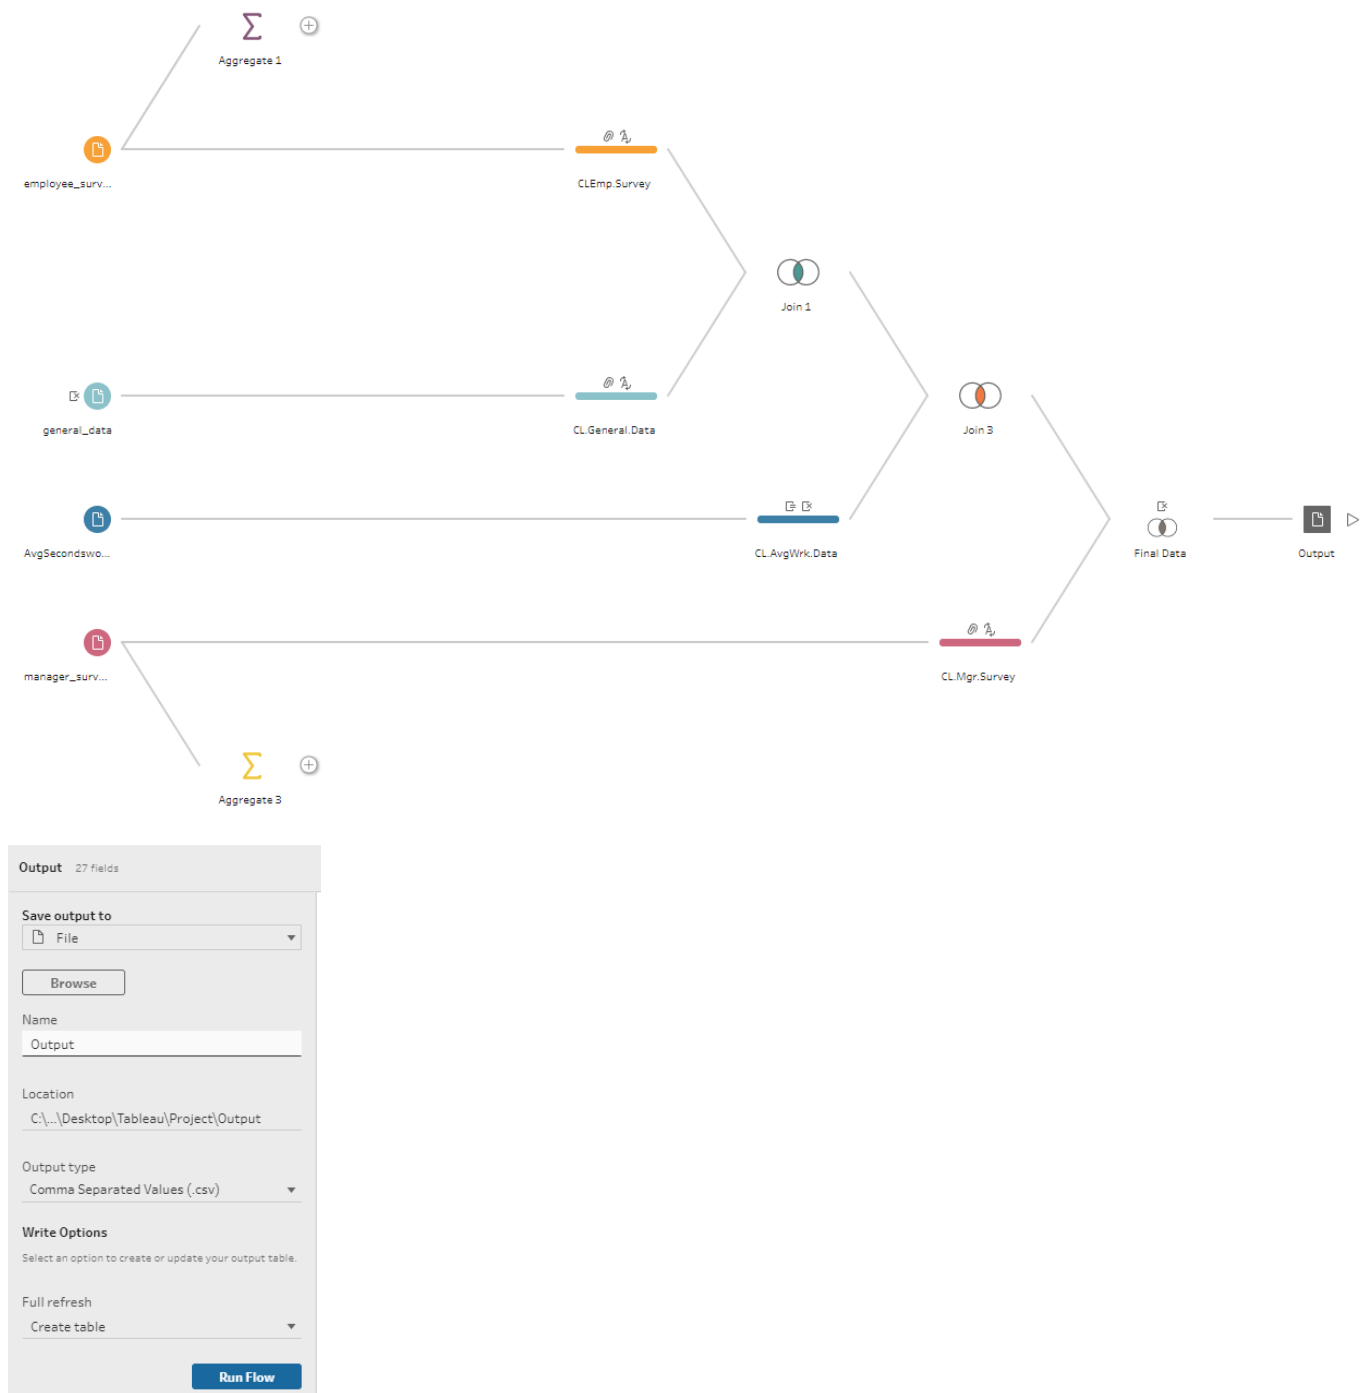 Aggregate 1
employee_surv...
CLEmp.Survey
Join 1
general_data
CL.General.Data
Join 3
AvgSecondswo...
CL.AvgWrk.Data
Final Data
Output
manager_surv...
CL.Mgr.Survey
Aggregate 3
Output 27 fields
Save output to
File
Browse
Name
Output
Location
C:\...\Desktop\Tableau\Project\Output
Output type
Comma Separated Values (.csv)
Write Options
Select an option to create or update your output table.
Full refresh
Create table
Run Flow